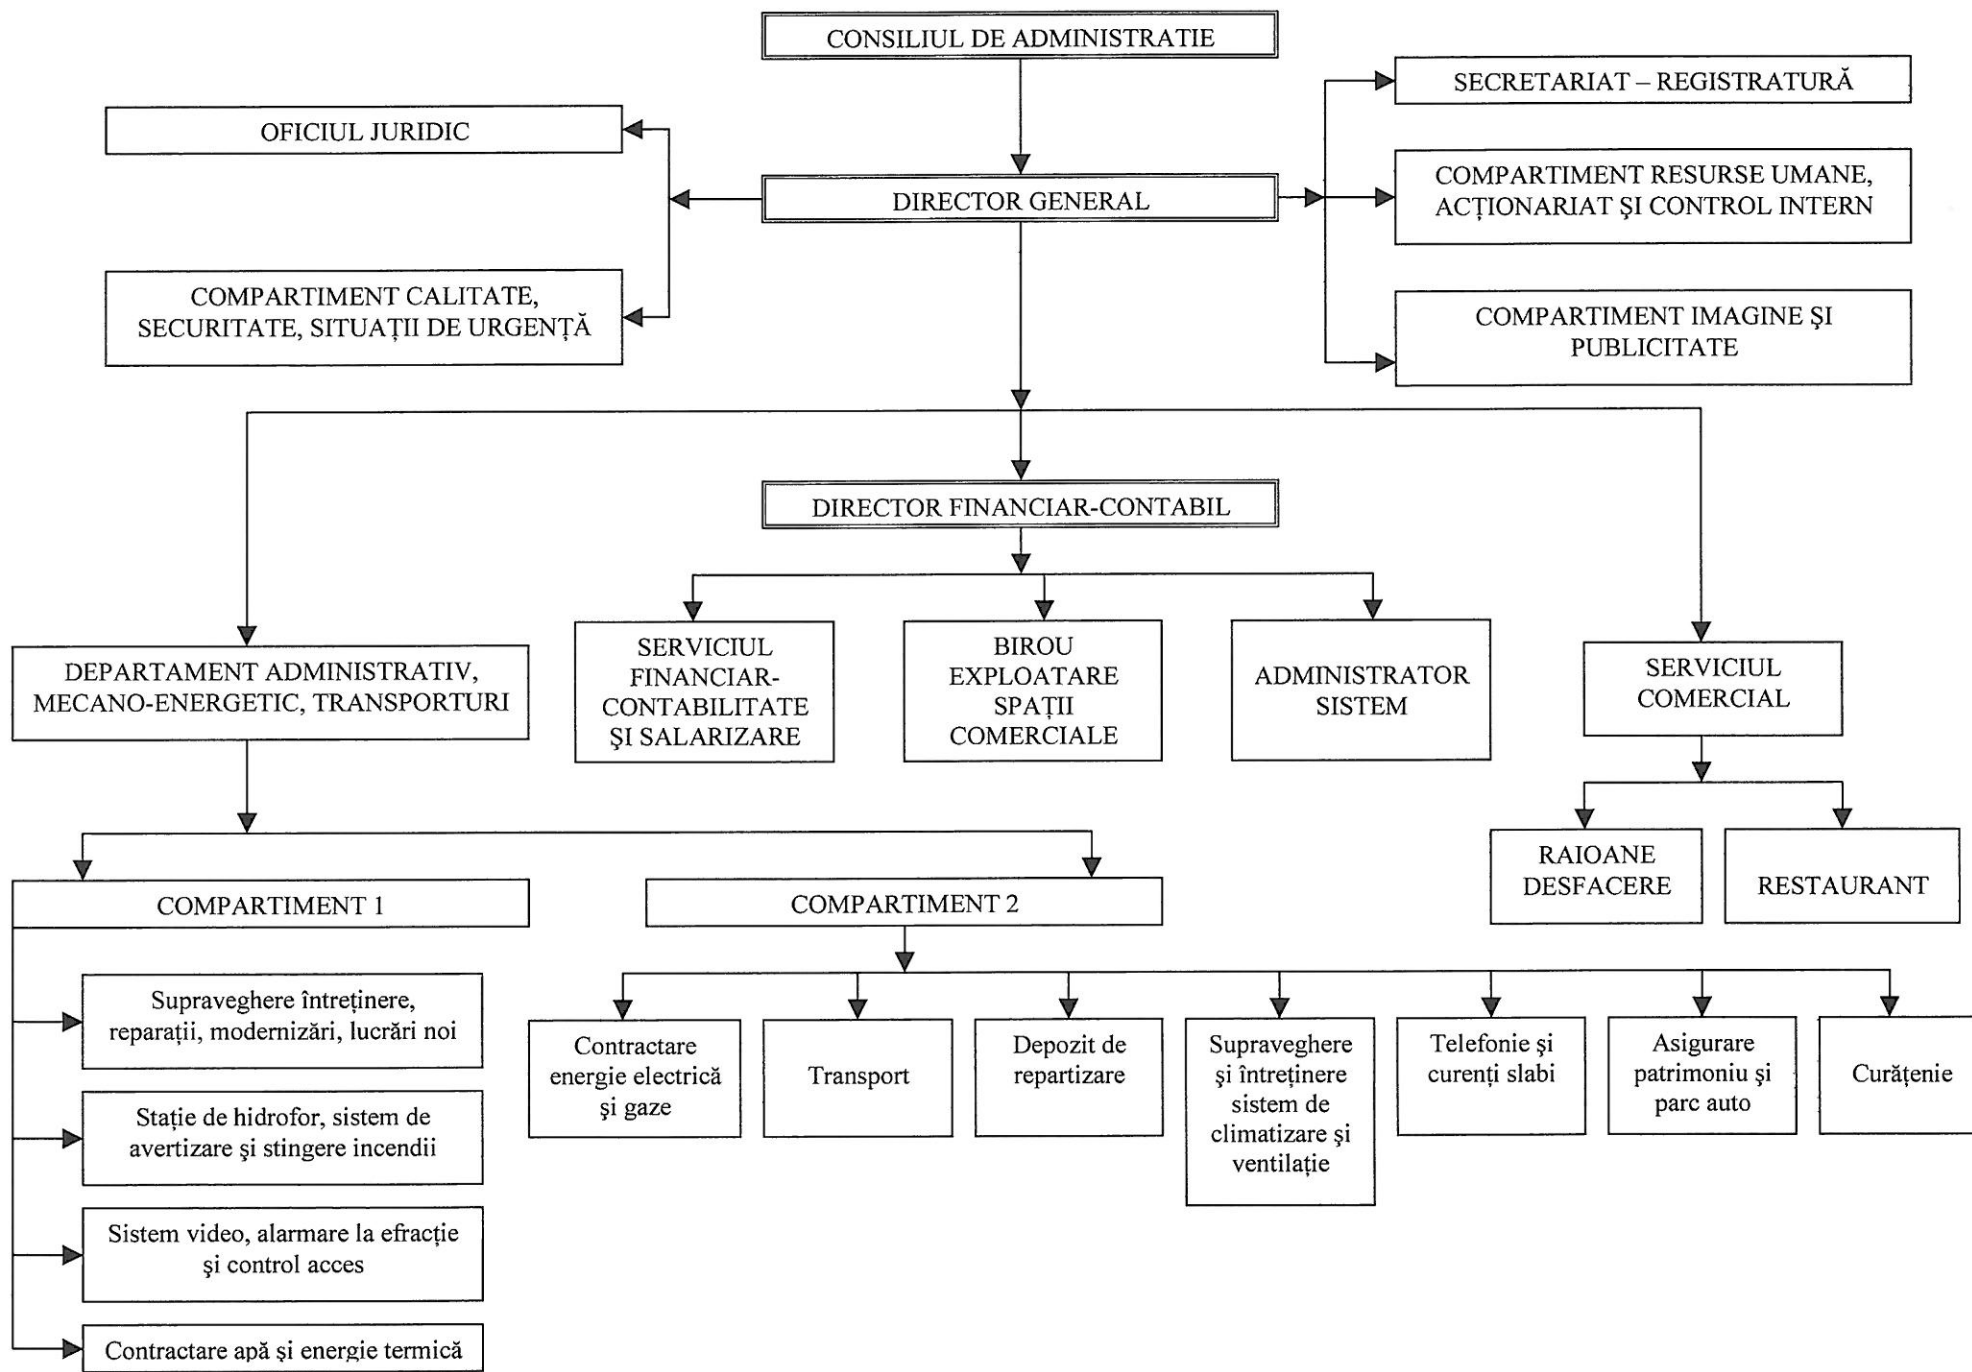 CONSILIUL DE ADMINISTRATIE
SECRETARIAT – REGISTRATURĂ
OFICIUL JURIDIC
DIRECTOR GENERAL
COMPARTIMENT RESURSE UMANE,
ACȚIONARIAT ŞI CONTROL INTERN
COMPARTIMENT CALITATE,
SECURITATE, SITUAȚII DE URGENȚĂ
COMPARTIMENT IMAGINE ŞI
PUBLICITATE
DIRECTOR FINANCIAR-CONTABIL
DEPARTAMENT ADMINISTRATIV,
MECANO-ENERGETIC, TRANSPORTURI
SERVICIUL
FINANCIAR-
CONTABILITATE
ŞI SALARIZARE
BIROU
EXPLOATARE
SPAȚII
COMERCIALE
ADMINISTRATOR
SISTEM
SERVICIUL
COMERCIAL
RAIOANE
DESFACERE
RESTAURANT
COMPARTIMENT 1
COMPARTIMENT 2
Supraveghere întreținere,
reparații, modernizări, lucrări noi
Stație de hidrofor, sistem de
avertizare şi stingere incendii
Sistem video, alarmare la efracție
şi control acces
Contractare apă şi energie termică
Contractare
energie electrică
şi gaze
Transport
Depozit de
repartizare
Supraveghere
şi întreținere
sistem de
climatizare şi
ventilație
Telefonie şi
curenți slabi
Asigurare
patrimoniu şi
parc auto
Curățenie